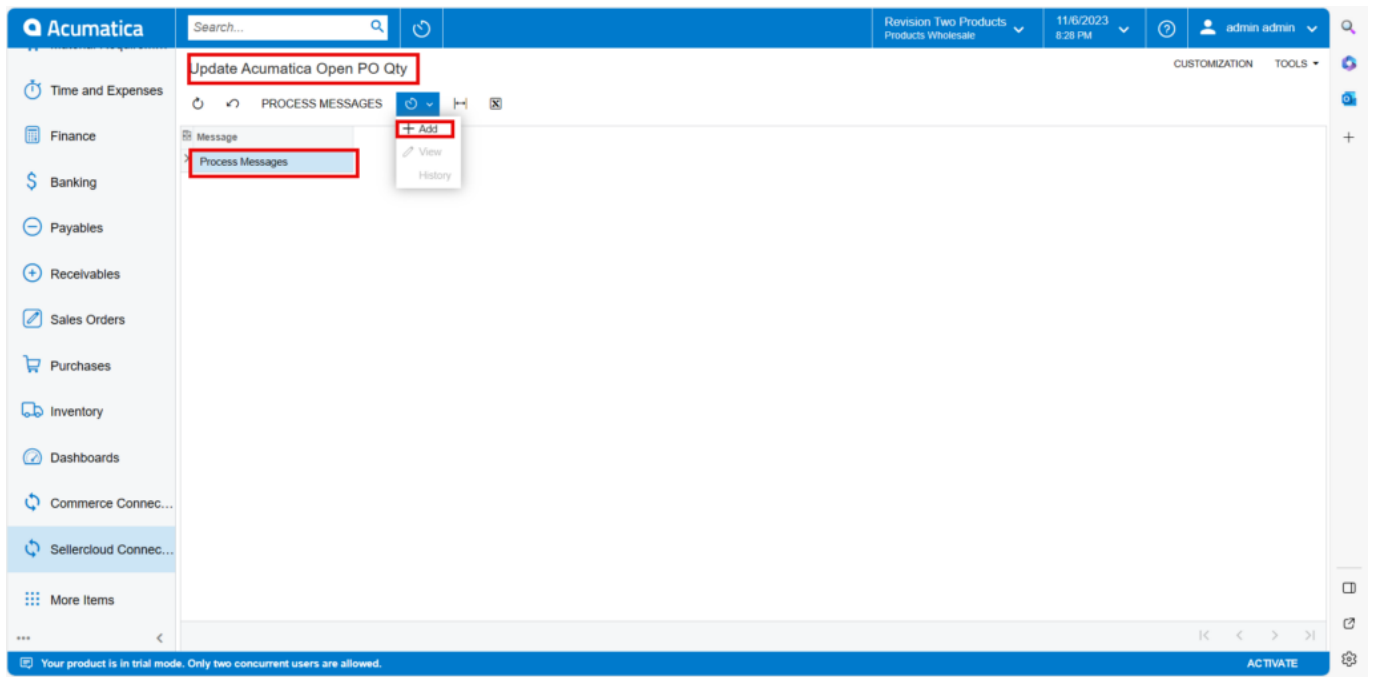 Acumatica
Search...
Revision Two Products
Products Wholesale
11/6/2023
8:28 PM
admin admin
Update Acumatica Open PO Qty
CUSTOMIZATION
TOOLS
Time and Expenses
PROCESS MESSAGES
Add
View
History
Message
Process Messages
Finance
Banking
Payables
Receivables
Sales Orders
Purchases
Inventory
Dashboards
Commerce Connec...
Sellercloud Connec...
More Items
Your product is in trial mode. Only two concurrent users are allowed.
ACTIVATE